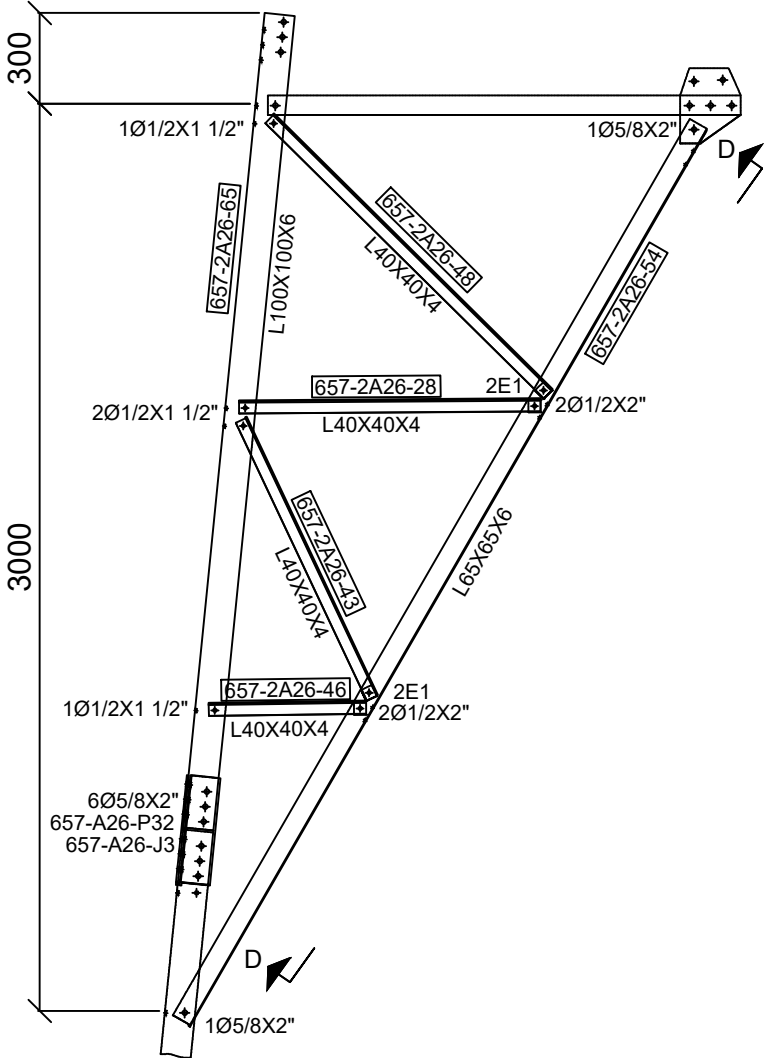 300
1Ø1/2X1 1/2"
1Ø5/8X2"
D
657-2A26-65
L100X100X6
657-2A26-48
L40X40X4
657-2A26-54
657-2A26-28
2E1
2Ø1/2X1 1/2"
2Ø1/2X2"
L40X40X4
3000
657-2A26-43
L40X40X4
L65X65X6
657-2A26-46
2E1
1Ø1/2X1 1/2"
2Ø1/2X2"
L40X40X4
6Ø5/8X2"
657-A26-P32
657-A26-J3
D
1Ø5/8X2"